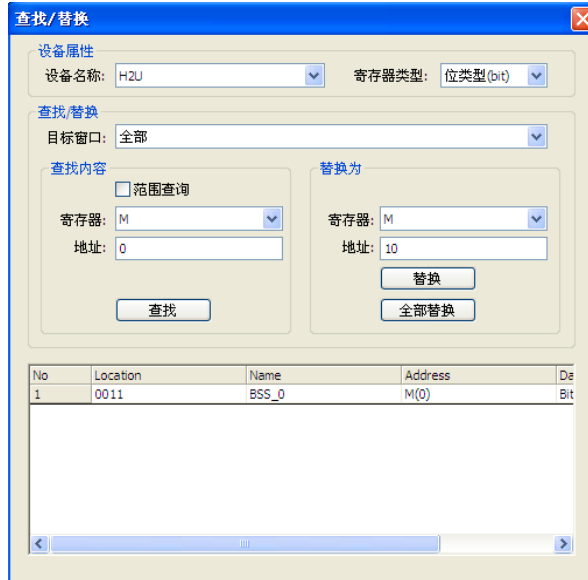 查找/替换
设备属性
设备名称: H2U 寄存器类型: 位类型(bit)
查找/替换
目标窗口: 全部
查找内容
范围查询
寄存器: M
地址: 0
查找
替换为
寄存器: M
地址: 10
替换
全部替换
No Location Name Address Da
1 0011 BSS_0 M(0) Bit